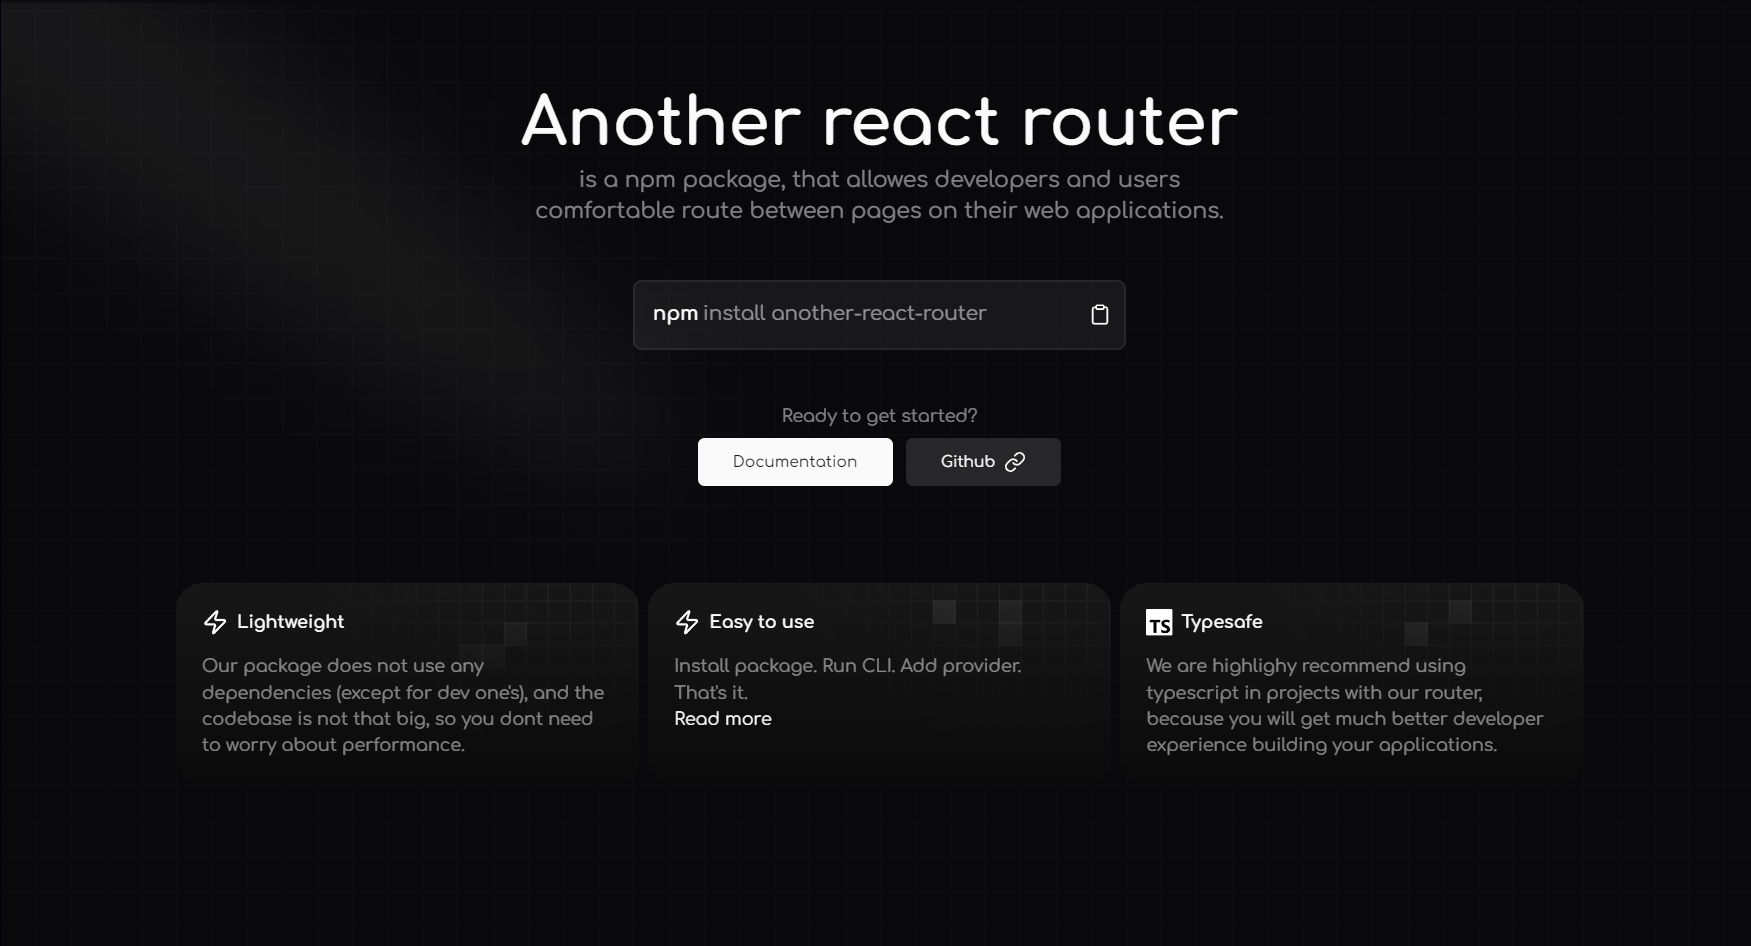 Another react router
is a npm package, that allowes developers and users
comfortable route between pages on their web applications.
npm install another-react-router
Ready to get started?
Documentation
Github
Lightweight
Our package does not use any
dependencies (except for dev one's), and the
codebase is not that big, so you dont need
to worry about performance.
Easy to use
Install package. Run CLI. Add provider.
That's it.
Read more
TS Typesafe
We are highlighy recommend using
typescript in projects with our router,
because you will get much better developer
experience building your applications.